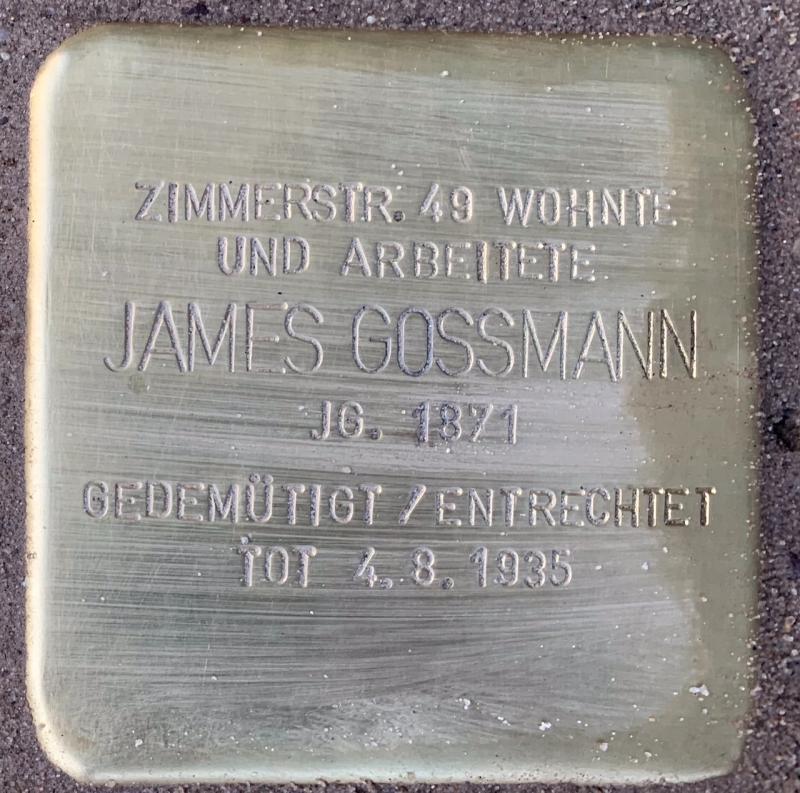 ZIMMERSTR. 49 WOHNTE
UND ARBEITETE
JAMES GOSSMANN
JG. 1871
GEDEMÜTIGT / ENTRECHTET
TOT 4.8.1935